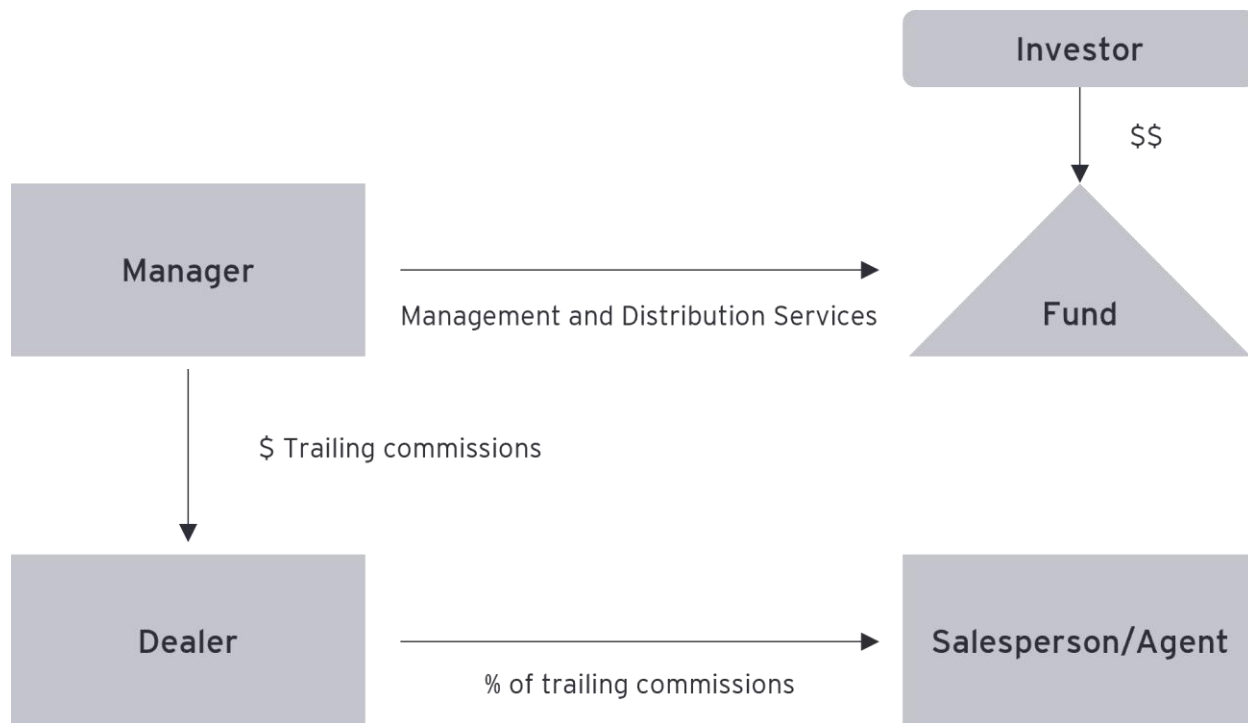 Investor
$$
Manager
Management and Distribution Services
Fund
$ Trailing commissions
Dealer
% of trailing commissions
Salesperson/Agent